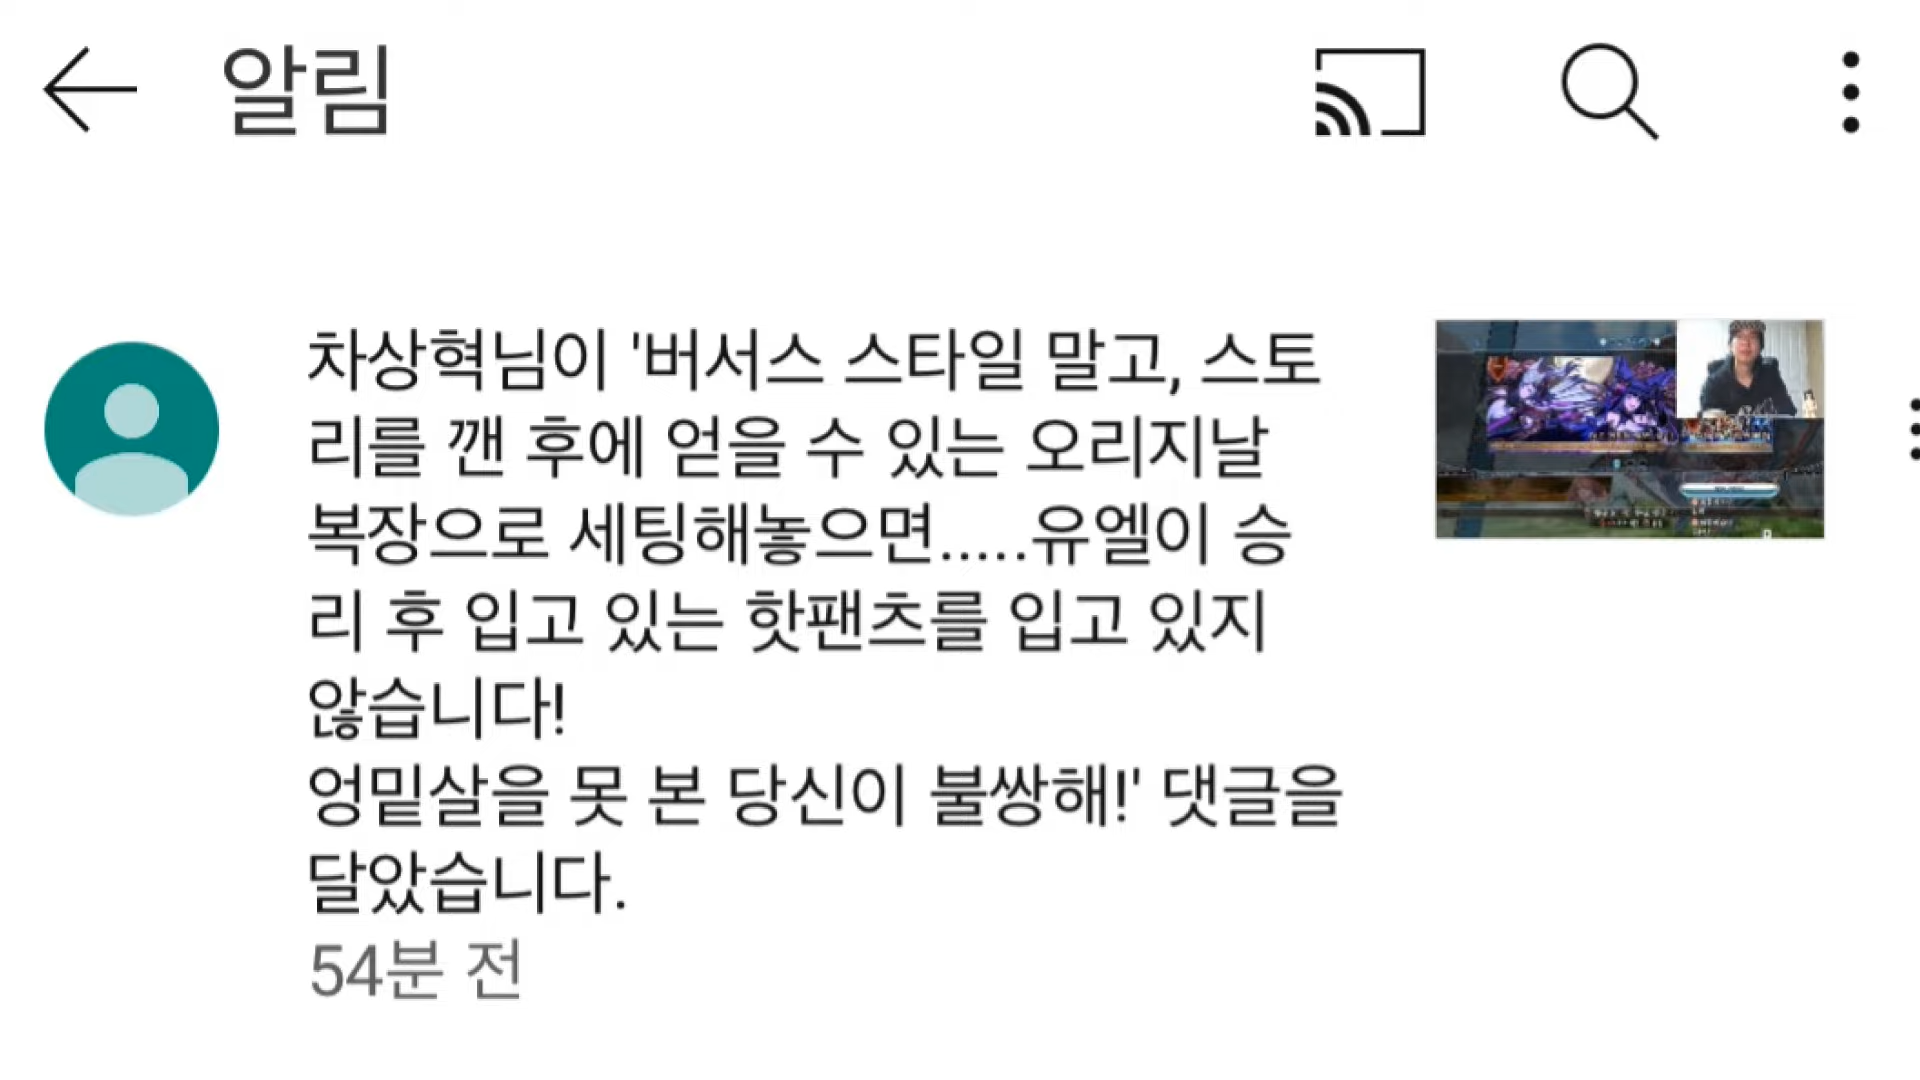 알림
차상혁님이 '버서스 스타일 말고, 스토
리를 깬 후에 얻을 수 있는 오리지날
복장으로 세팅해놓으면.....유엘이 승
리 후 입고 있는 핫팬츠를 입고 있지
않습니다!
엉밑살을 못 본 당신이 불쌍해!' 댓글을
달았습니다.
54분 전